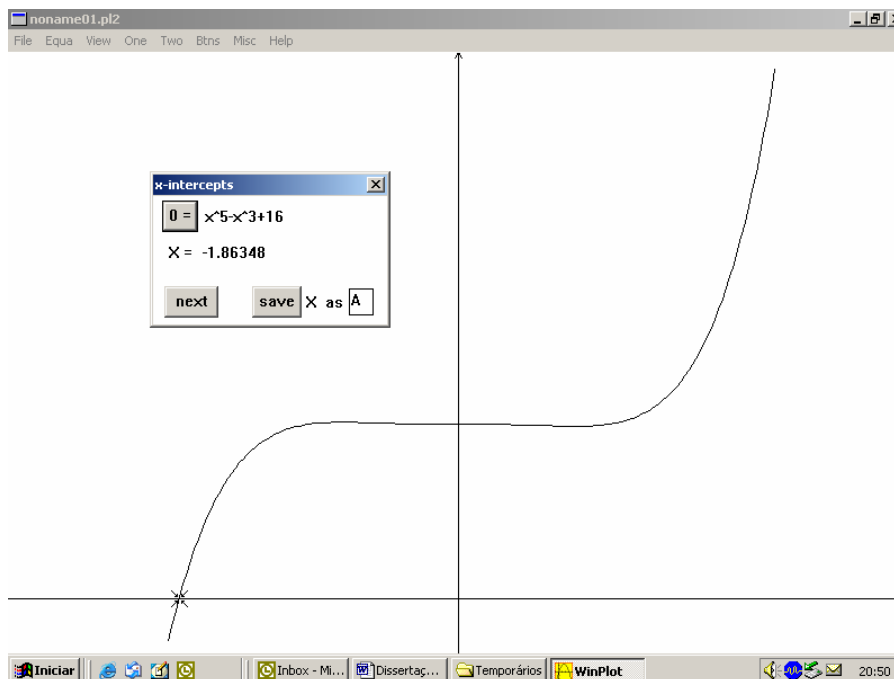 noname01.pl2
File Equa View One Two Btns Misc Help
x-intercepts
0 = x^5-x^3+16
X = -1.86348
next save X as A
Iniciar Inbox - Mi... Dissertaç... Temporários WinPlot 20:50